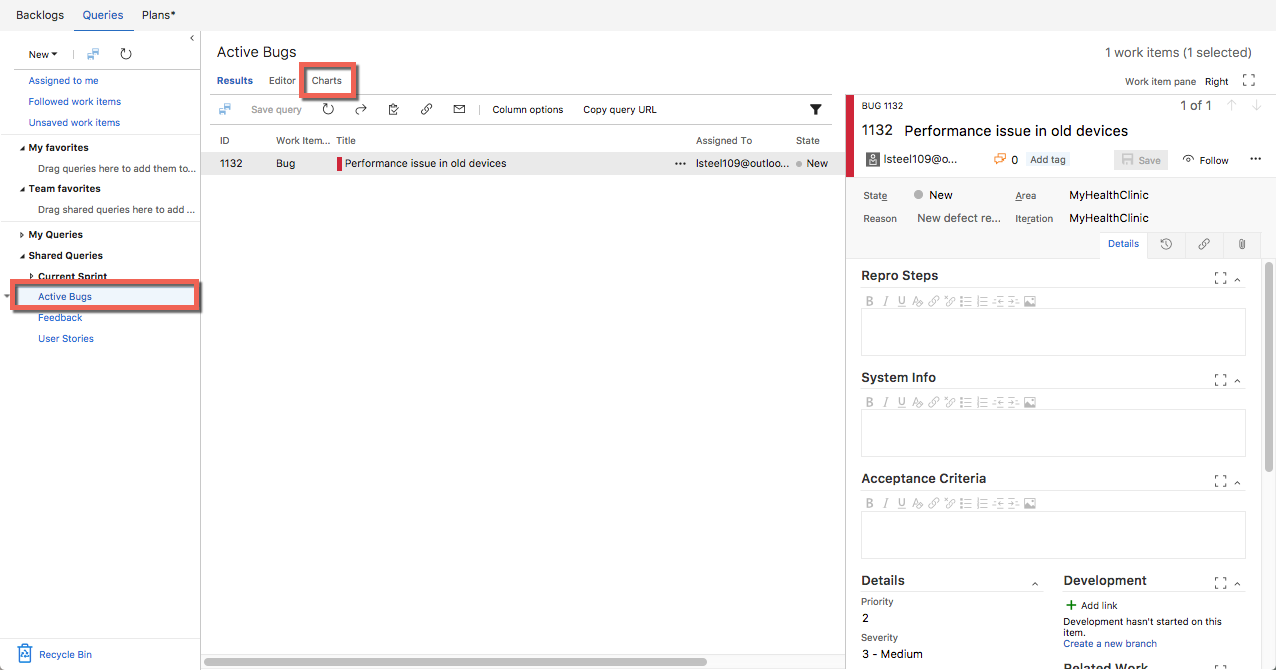 Backlogs Queries Plans*
New
Assigned to me
Followed work items
Unsaved work items
My favorites
Drag queries here to add them to...
Team favorites
Drag shared queries here to add ...
My Queries
Shared Queries
Current Sprint
Active Bugs
Feedback
User Stories
Recycle Bin
Active Bugs
1 work items (1 selected)
Results Editor Charts
Work item pane Right
Save query Column options Copy query URL
ID Work Item... Title Assigned To State
1132 Bug Performance issue in old devices ... lsteel109@outloo... New
BUG 1132
1 of 1
1132 Performance issue in old devices
lsteel109@o... 0 Add tag Save Follow ...
State New Area MyHealthClinic
Reason New defect re... Iteration MyHealthClinic
Details
Repro Steps
B I U
System Info
B I U
Acceptance Criteria
B I U
Details
Priority
2
Severity
3 - Medium
Development
+ Add link
Development hasn't started on this
item.
Create a new branch
Related Work